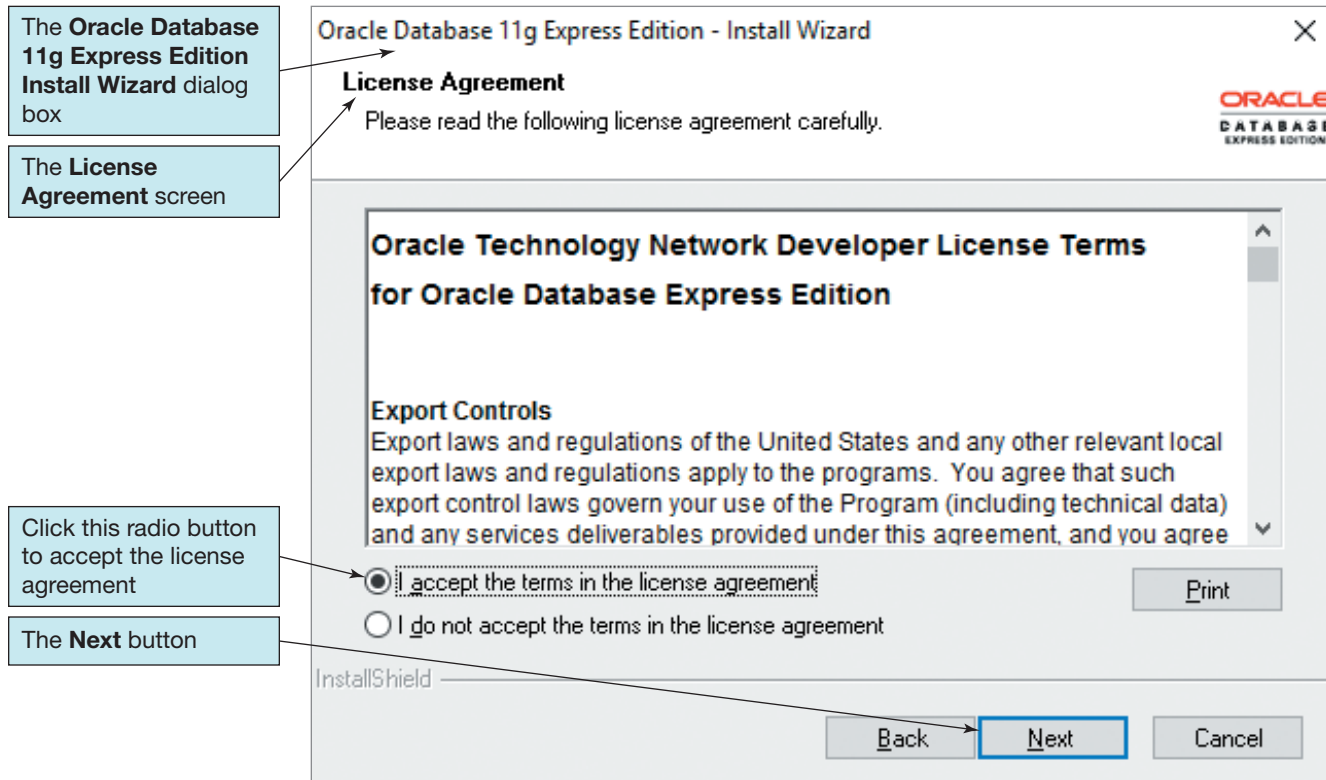 The Oracle Database
11g Express Edition
Install Wizard dialog
box
The License
Agreement screen
Click this radio button
to accept the license
agreement
The Next button
Oracle Database 11g Express Edition - Install Wizard
License Agreement
Please read the following license agreement carefully.
ORACLE
DATABASE
EXPRESS EDITION
Oracle Technology Network Developer License Terms
for Oracle Database Express Edition
Export Controls
Export laws and regulations of the United States and any other relevant local
export laws and regulations apply to the programs. You agree that such
export control laws govern your use of the Program (including technical data)
and any services deliverables provided under this agreement, and you agree
I accept the terms in the license agreement
Print
I do not accept the terms in the license agreement
InstallShield
Back
Next
Cancel